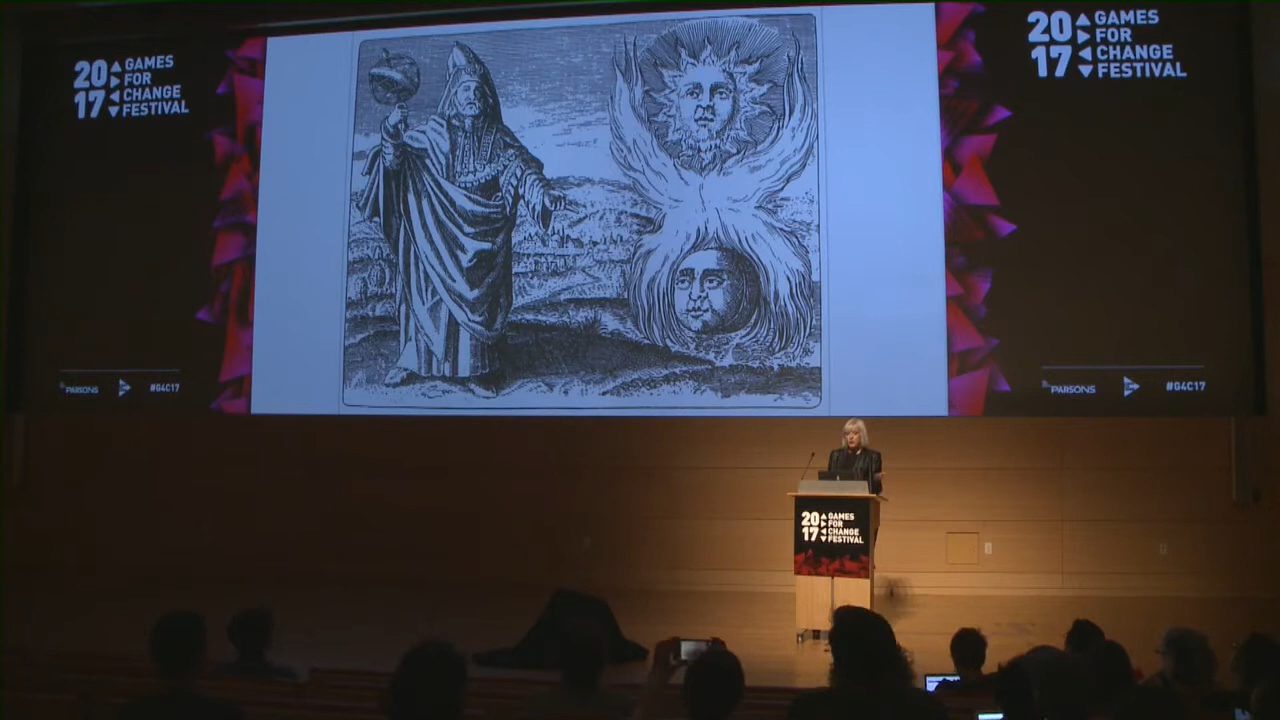 20 GAMES
FOR
17 CHANGE
FESTIVAL
PARSONS
#G4C17
20 GAMES
FOR
17 CHANGE
FESTIVAL
PARSONS
#G4C17
20 GAMES
FOR
17 CHANGE
FESTIVAL